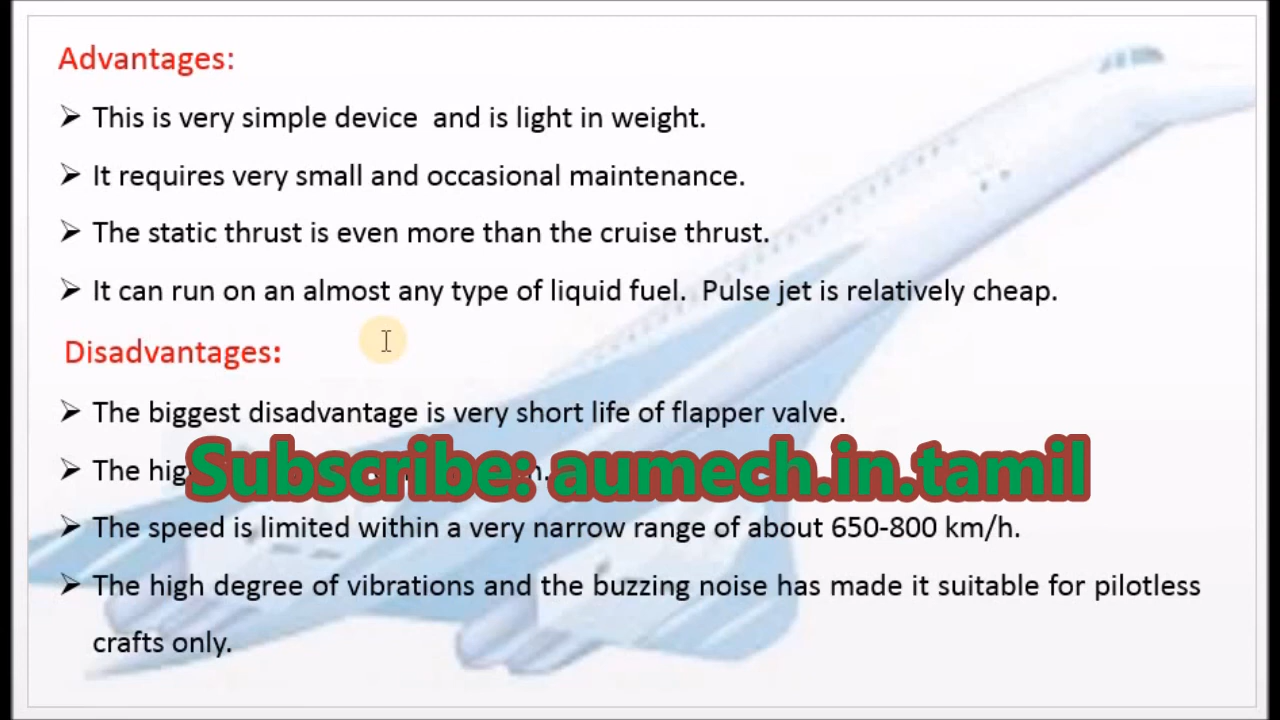 Advantages:
➤ This is very simple device and is light in weight.
➤ It requires very small and occasional maintenance.
➤ The static thrust is even more than the cruise thrust.
➤ It can run on an almost any type of liquid fuel. Pulse jet is relatively cheap.
Disadvantages:
➤ The biggest disadvantage is very short life of flapper valve.
➤ The
Subscribe: aumech.in.tamil
➤ The speed is limited within a very narrow range of about 650-800 km/h.
➤ The high degree of vibrations and the buzzing noise has made it suitable for pilotless
crafts only.